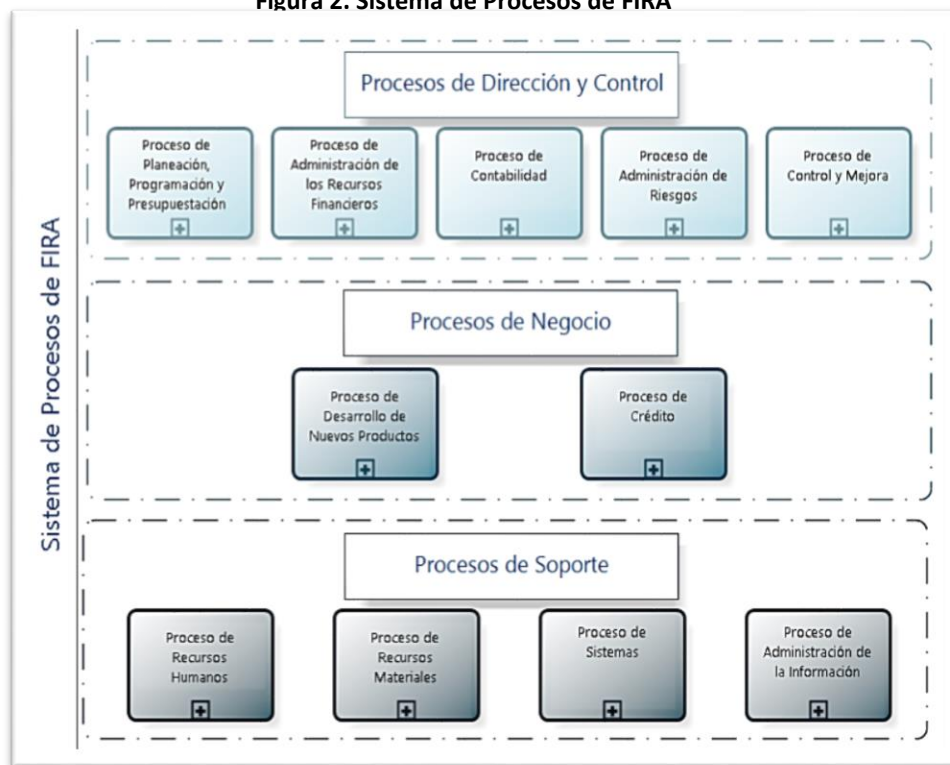 Figura 2. Sistema de Procesos de FIRA
Sistema de Procesos de FIRA
Procesos de Dirección y Control
Proceso de
Planeación,
Programación y
Presupuestación
Proceso de
Administración de
los Recursos
Financieros
Proceso de
Contabilidad
Proceso de
Administración de
Riesgos
Proceso de
Control y Mejora
Procesos de Negocio
Proceso de
Desarrollo de
Nuevos Productos
Proceso de
Crédito
Procesos de Soporte
Proceso de
Recursos
Humanos
Proceso de
Recursos
Materiales
Proceso de
Sistemas
Proceso de
Administración de
la Información